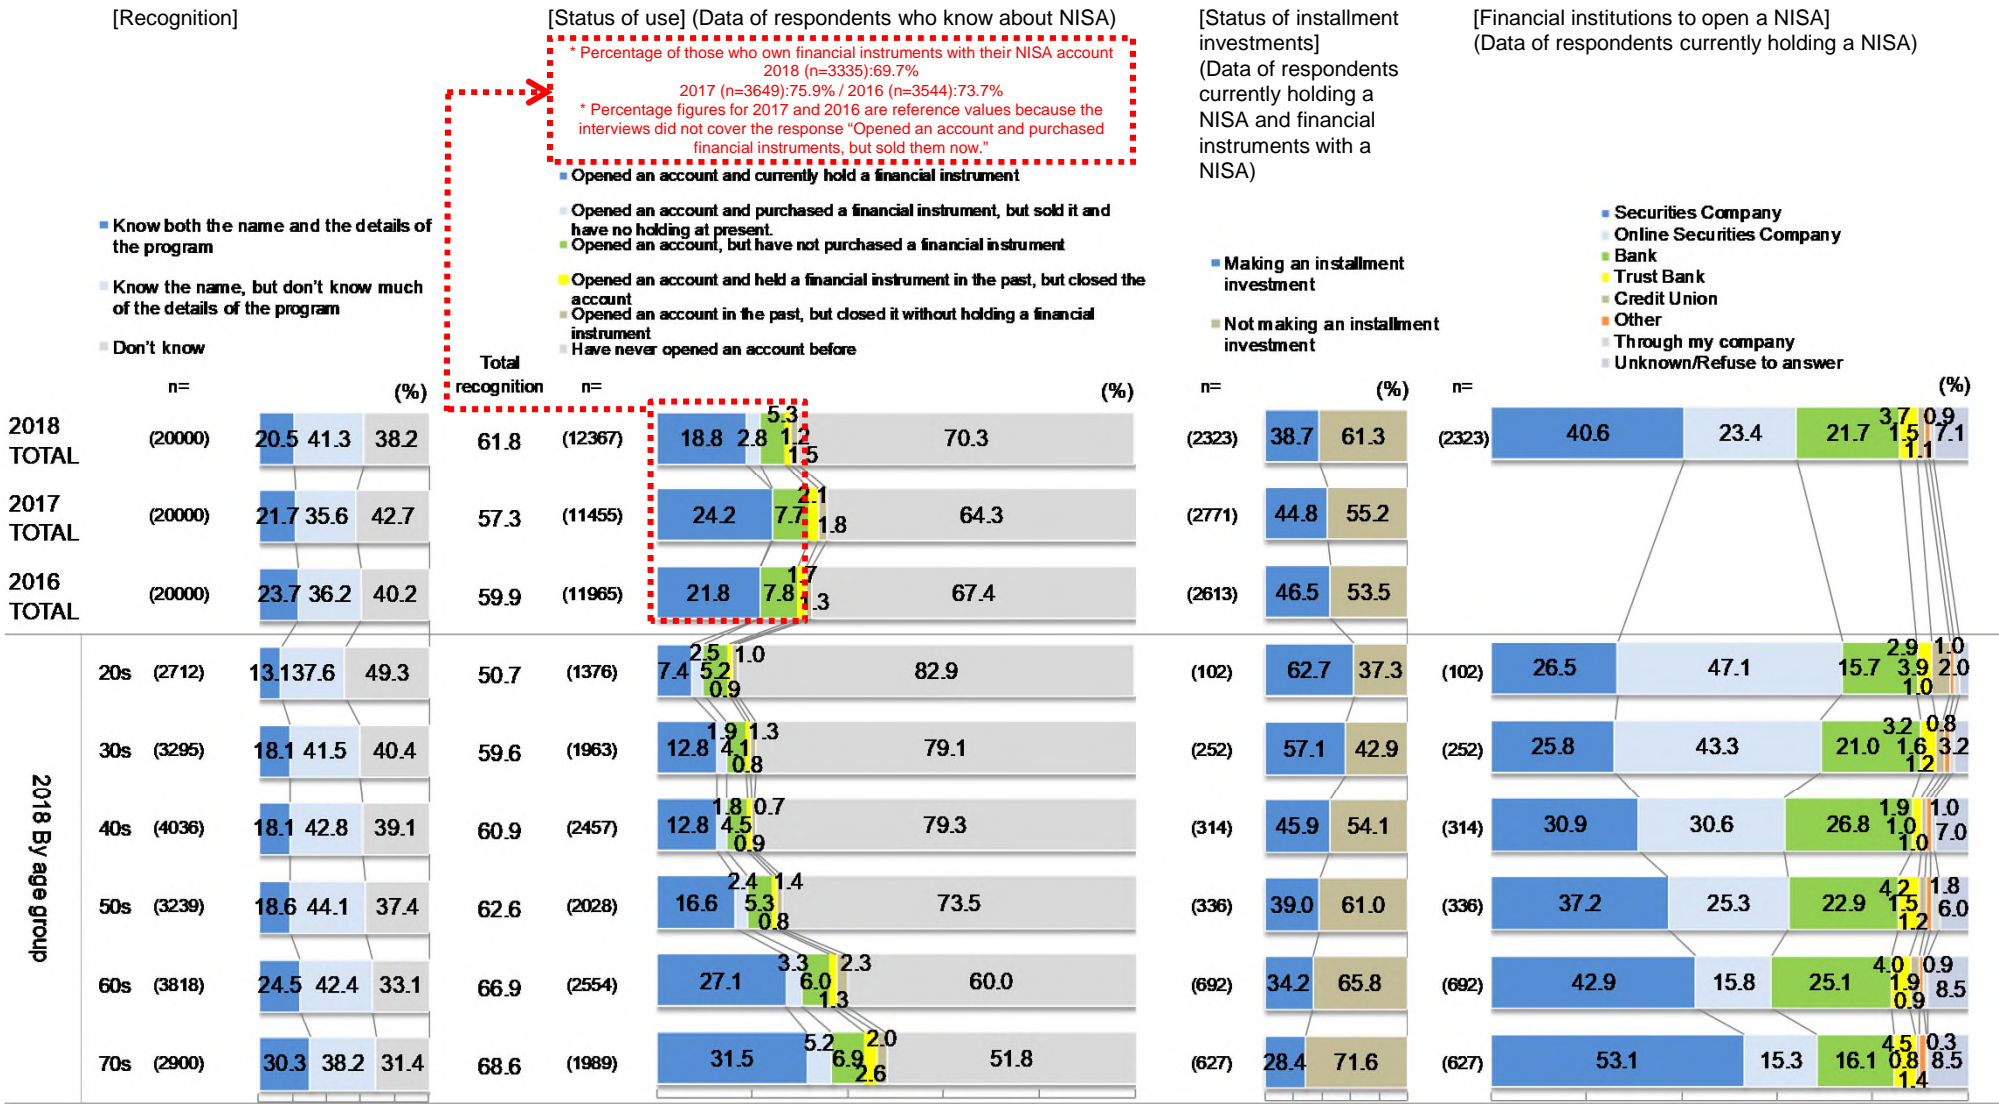 [Recognition]
[Status of use] (Data of respondents who know about NISA)
* Percentage of those who own financial instruments with their NISA account
2018 (n=3335):69.7%
2017 (n=3649):75.9% / 2016 (n=3544):73.7%
* Percentage figures for 2017 and 2016 are reference values because the
interviews did not cover the response “Opened an account and purchased
financial instruments, but sold them now.”
[Status of installment
investments]
(Data of respondents
currently holding a
NISA and financial
instruments with a
NISA)
[Financial institutions to open a NISA]
(Data of respondents currently holding a NISA)
Know both the name and the details of
the program
Know the name, but don't know much
of the details of the program
Don't know
Opened an account and currently hold a financial instrument
Opened an account and purchased a financial instrument, but sold it and
have no holding at present.
Opened an account, but have not purchased a financial instrument
Opened an account and held a financial instrument in the past, but closed the
account
Opened an account in the past, but closed it without holding a financial
instrument
Have never opened an account before
Making an installment
investment
Not making an installment
investment
Securities Company
Online Securities Company
Bank
Trust Bank
Credit Union
Other
Through my company
Unknown/Refuse to answer
n= (%) Total
recognition n= (%) n= (%) n= (%)
2018
TOTAL (20000) 20.5 41.3 38.2 61.8 (12367) 18.8 2.8 5.3 1.2 1.5 70.3 (2323) 38.7 61.3 (2323) 40.6 23.4 21.7 3.7 1.5 1.1 0.9 7.1
2017
TOTAL (20000) 21.7 35.6 42.7 57.3 (11455) 24.2 7.7 2.1 1.8 64.3 (2771) 44.8 55.2
2016
TOTAL (20000) 23.7 36.2 40.2 59.9 (11965) 21.8 7.8 1.7 1.3 67.4 (2613) 46.5 53.5
2018 By age group
20s (2712) 13.1 37.6 49.3 50.7 (1376) 7.4 2.5 5.2 0.9 1.0 82.9 (102) 62.7 37.3 (102) 26.5 47.1 15.7 2.9 3.9 1.0 1.0 2.0
30s (3295) 18.1 41.5 40.4 59.6 (1963) 12.8 1.9 4.1 0.8 1.3 79.1 (252) 57.1 42.9 (252) 25.8 43.3 21.0 3.2 1.6 1.2 0.8 3.2
40s (4036) 18.1 42.8 39.1 60.9 (2457) 12.8 1.8 4.5 0.9 0.7 79.3 (314) 45.9 54.1 (314) 30.9 30.6 26.8 1.9 1.0 1.0 1.0 7.0
50s (3239) 18.6 44.1 37.4 62.6 (2028) 16.6 2.4 5.3 0.8 1.4 73.5 (336) 39.0 61.0 (336) 37.2 25.3 22.9 4.2 1.5 1.2 1.8 6.0
60s (3818) 24.5 42.4 33.1 66.9 (2554) 27.1 3.3 6.0 1.3 2.3 60.0 (692) 34.2 65.8 (692) 42.9 15.8 25.1 4.0 1.9 0.9 0.9 8.5
70s (2900) 30.3 38.2 31.4 68.6 (1989) 31.5 5.2 6.9 2.6 2.0 51.8 (627) 28.4 71.6 (627) 53.1 15.3 16.1 4.5 0.8 1.4 0.3 8.5